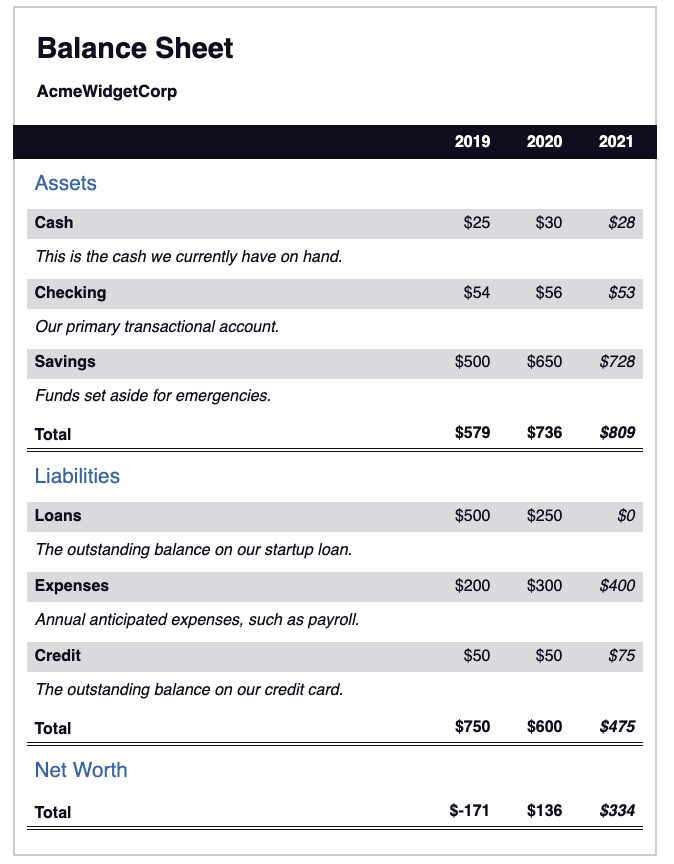 Balance Sheet
AcmeWidgetCorp
2019 2020 2021
Assets
Cash $25 $30 $28
This is the cash we currently have on hand.
Checking $54 $56 $53
Our primary transactional account.
Savings $500 $650 $728
Funds set aside for emergencies.
Total $579 $736 $809
Liabilities
Loans $500 $250 $0
The outstanding balance on our startup loan.
Expenses $200 $300 $400
Annual anticipated expenses, such as payroll.
Credit $50 $50 $75
The outstanding balance on our credit card.
Total $750 $600 $475
Net Worth
Total $-171 $136 $334